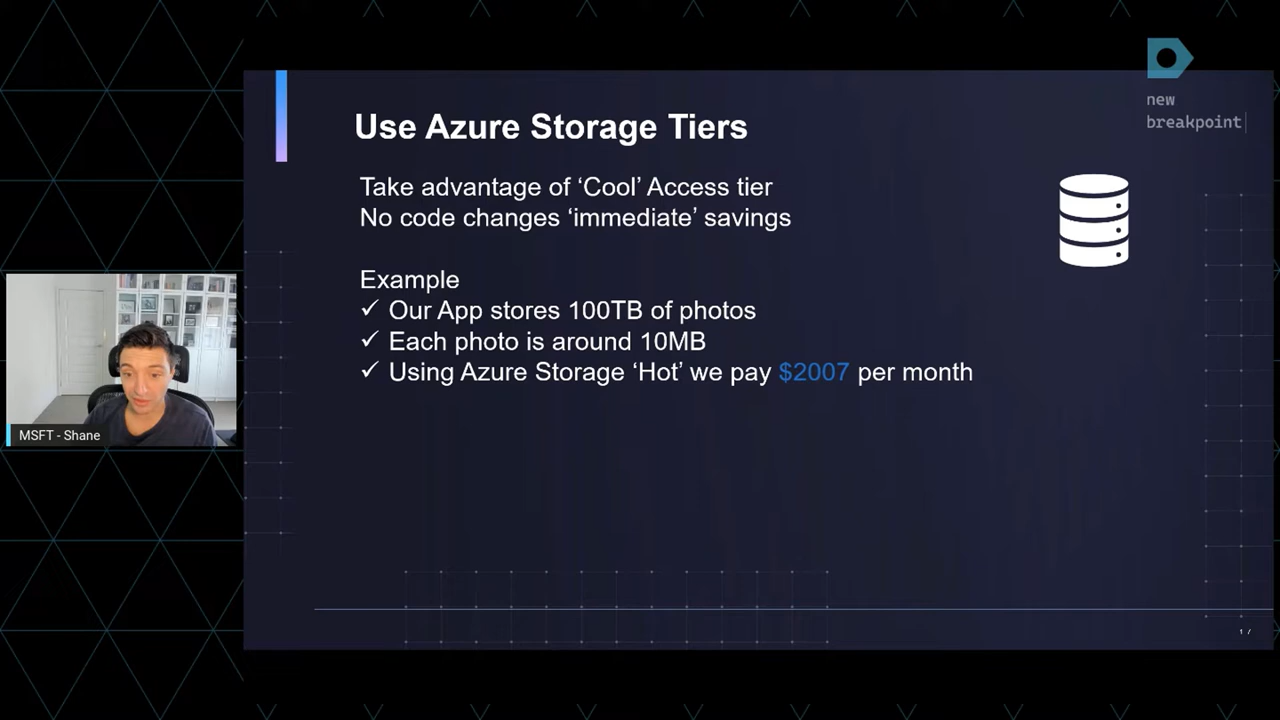 new
breakpoint
Use Azure Storage Tiers
Take advantage of ‘Cool’ Access tier
No code changes ‘immediate’ savings
Example
✓ Our App stores 100TB of photos
✓ Each photo is around 10MB
✓ Using Azure Storage ‘Hot’ we pay $2007 per month
MSFT - Shane